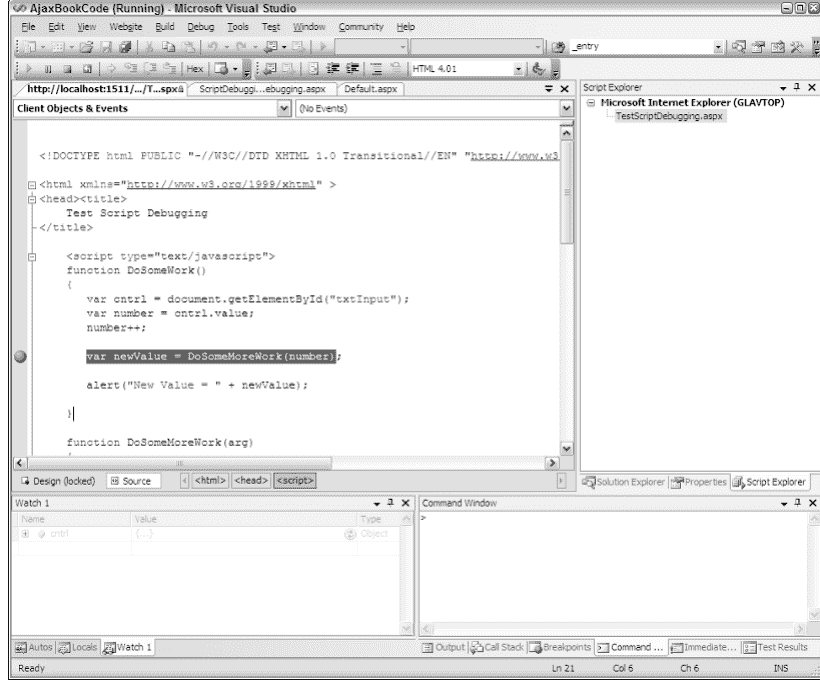 AjaxBookCode (Running) - Microsoft Visual Studio
File Edit View Website Build Debug Tools Test Window Community Help
_entry
Hex HTML 4.01
http://localhost:1511/.../T...spx ScriptDebuggi...ebugging.aspx Default.aspx
Client Objects & Events (No Events)
<!DOCTYPE html PUBLIC "-//W3C//DTD XHTML 1.0 Transitional//EN" "http://www.w3
<html xmlns="http://www.w3.org/1999/xhtml" >
<head><title>
Test Script Debugging
</title>
<script type="text/javascript">
function DoSomeWork()
{
var cntrl = document.getElementById("txtInput");
var number = cntrl.value;
number++;
var newValue = DoSomeMoreWork(number);
alert("New Value = " + newValue);
}
function DoSomeMoreWork(arg)
Design (locked) Source <html> <head> <script>
Script Explorer
Microsoft Internet Explorer (GLAVTOP)
TestScriptDebugging.aspx
Solution Explorer Properties Script Explorer
Watch 1
Name Value Type
cntrl {...} Object
Autos Locals Watch 1
Command Window
>
Output Call Stack Breakpoints Command ... Immediate... Test Results
Ready Ln 21 Col 6 Ch 6 INS